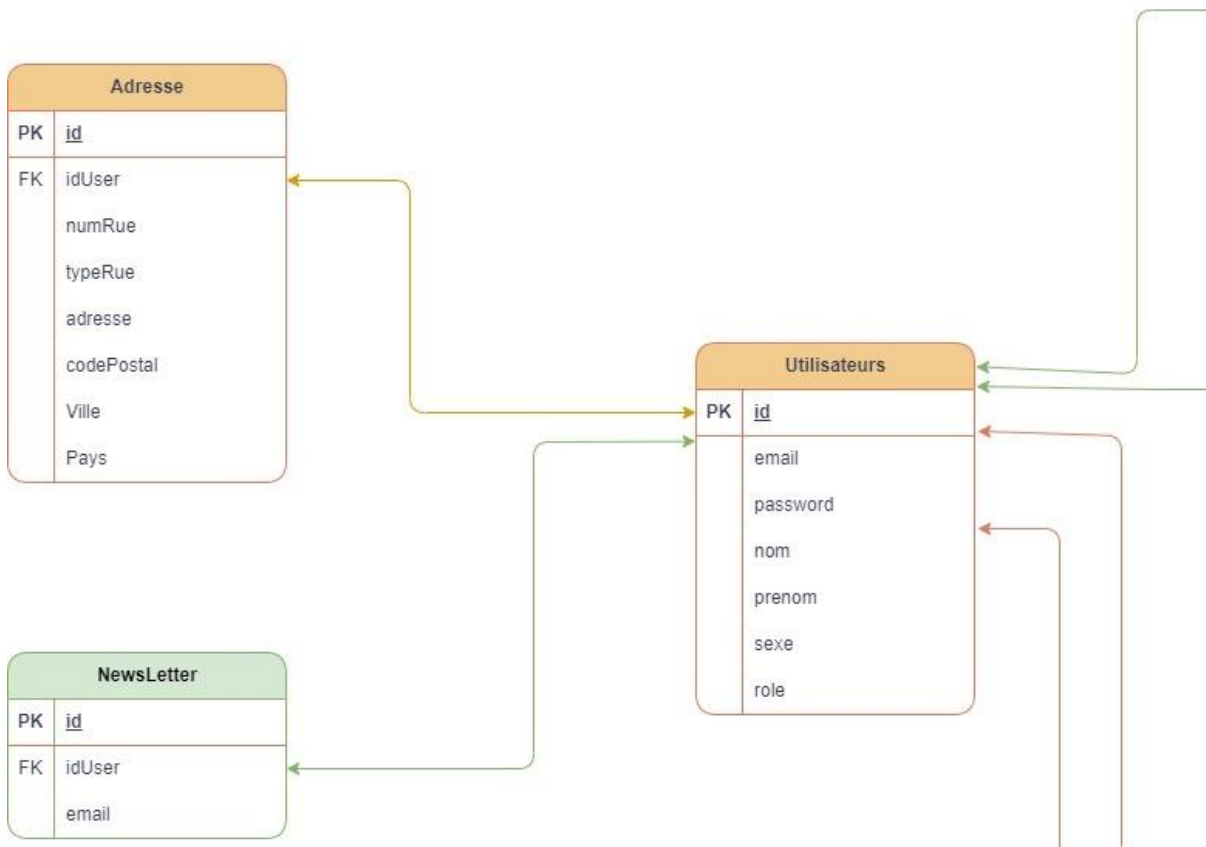 Adresse
PK id
FK idUser
numRue
typeRue
adresse
codePostal
Ville
Pays
Utilisateurs
PK id
email
password
nom
prenom
sexe
role
NewsLetter
PK id
FK idUser
email